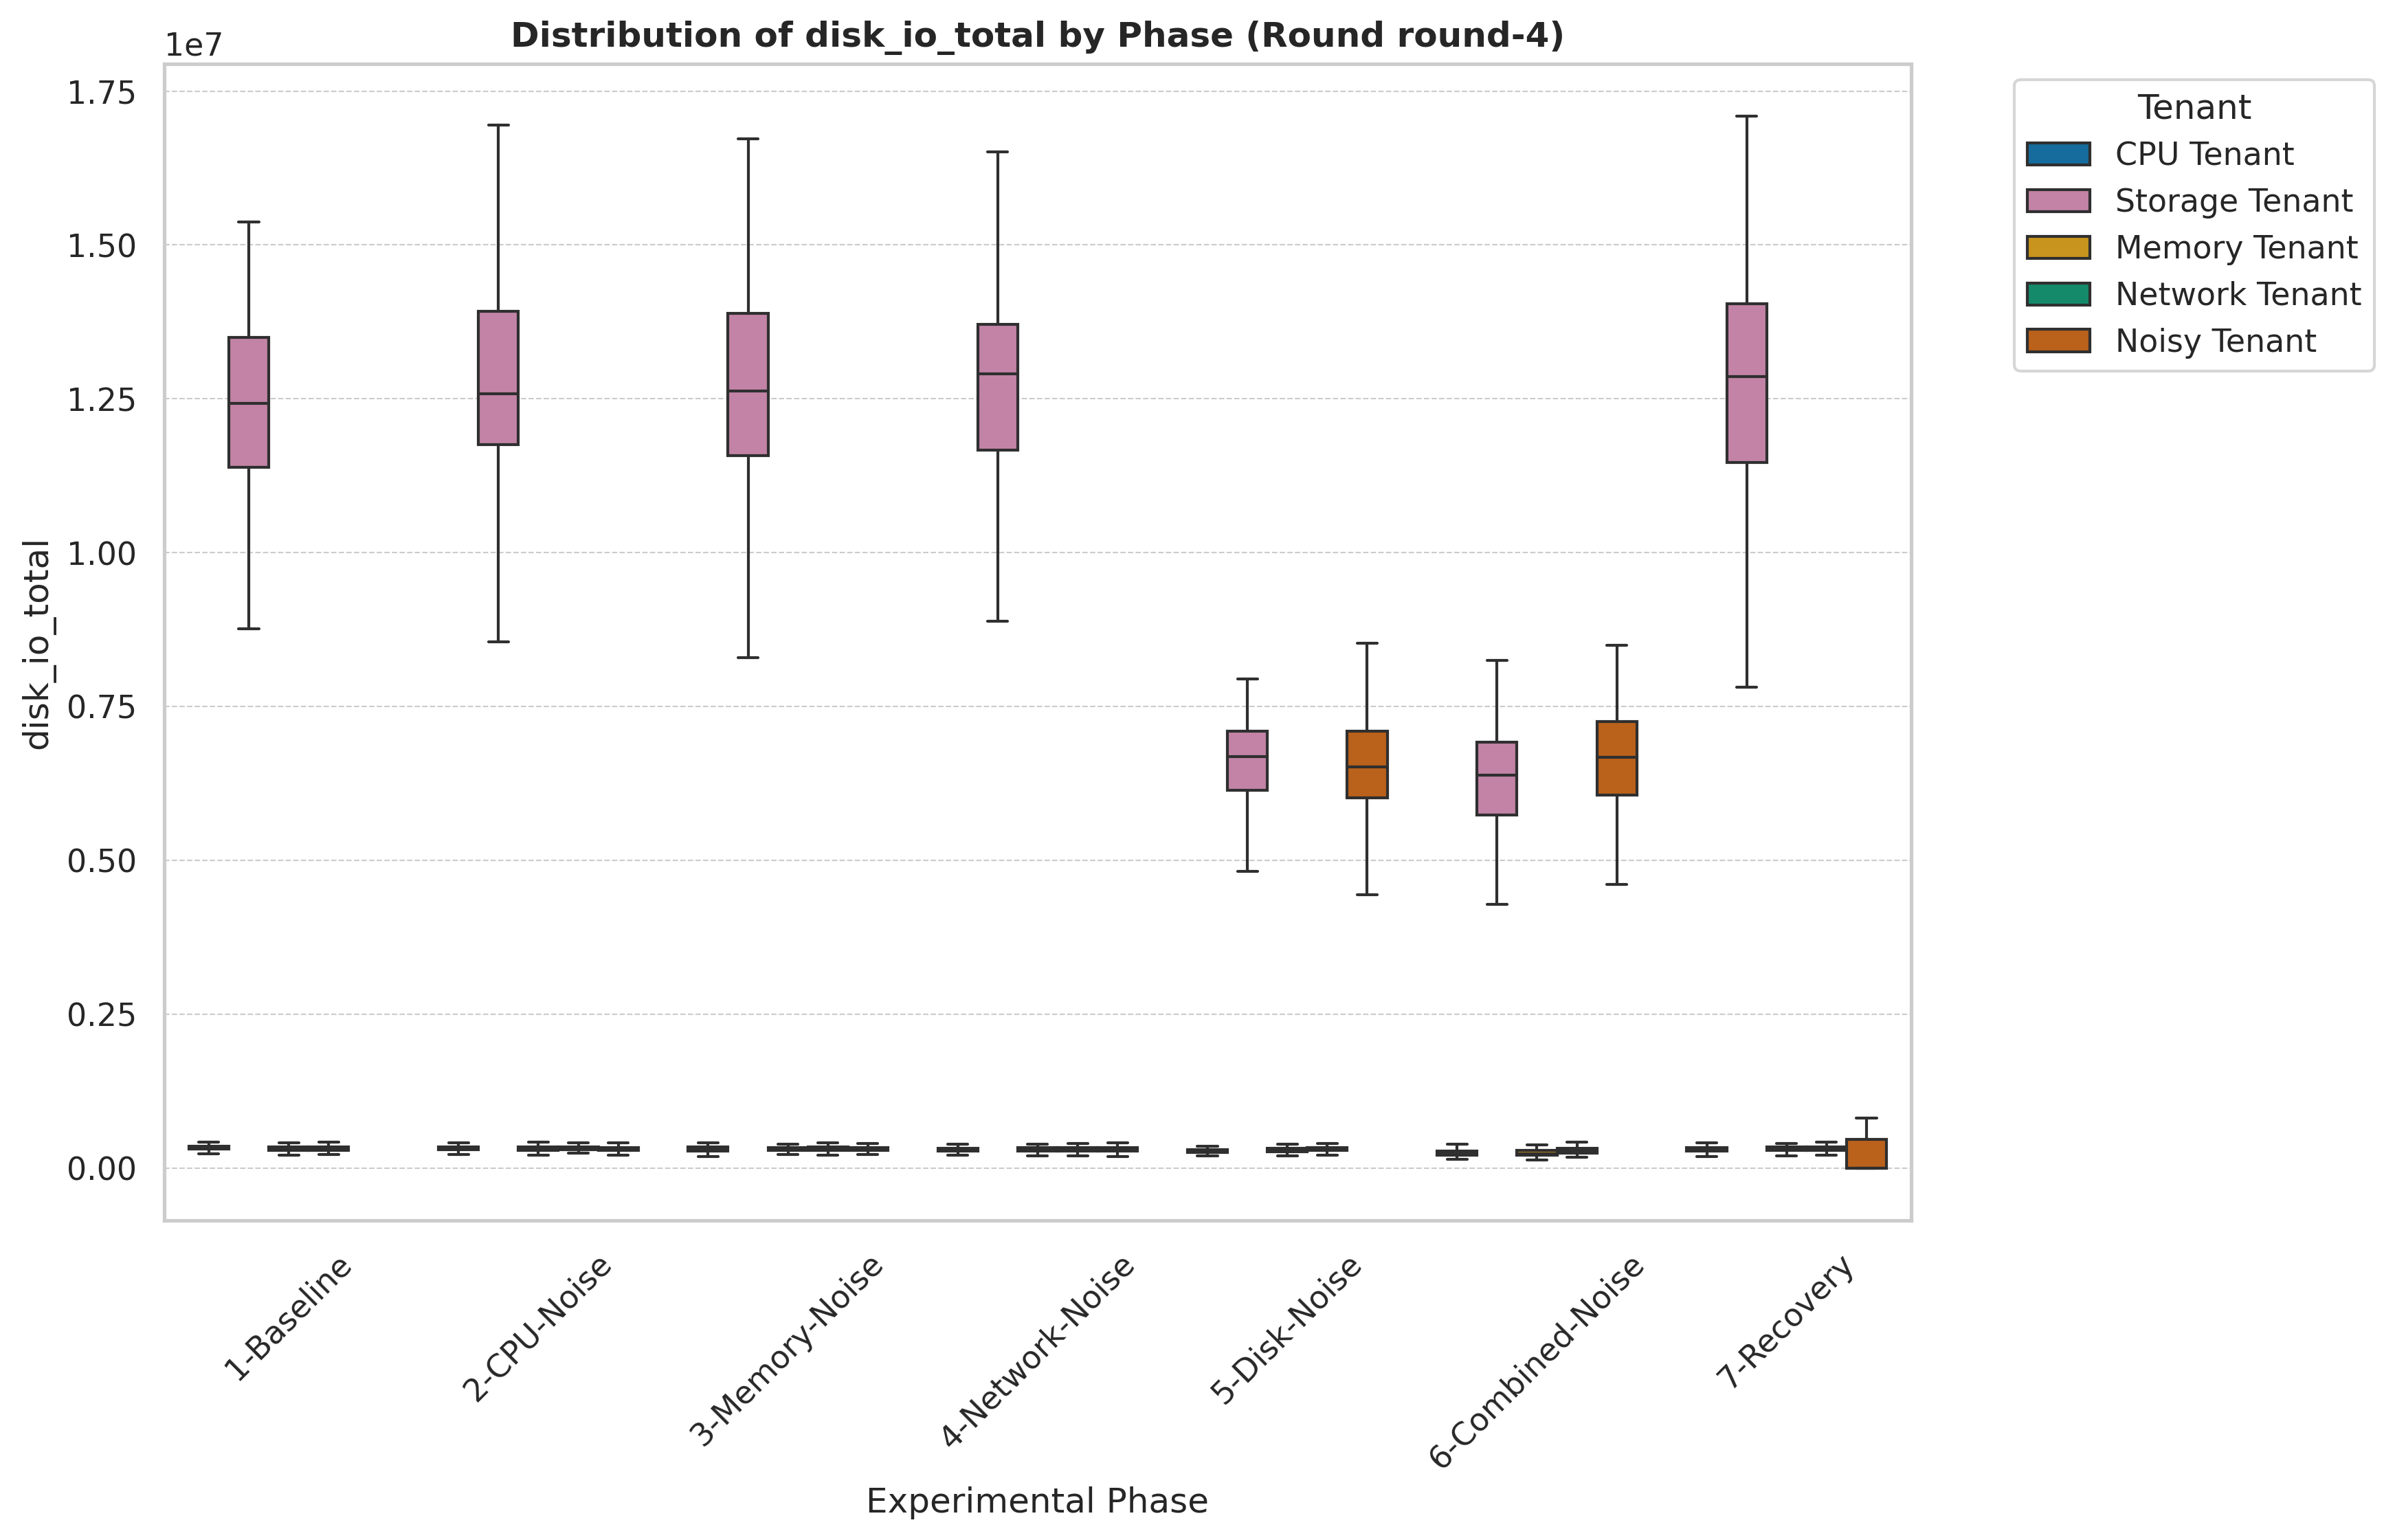 Distribution of disk_io_total by Phase (Round round-4)
1e7
1.75
1.50
1.25
1.00
0.75
0.50
0.25
0.00
disk_io_total
1-Baseline
2-CPU-Noise
3-Memory-Noise
4-Network-Noise
5-Disk-Noise
6-Combined-Noise
7-Recovery
Experimental Phase
Tenant
CPU Tenant
Storage Tenant
Memory Tenant
Network Tenant
Noisy Tenant